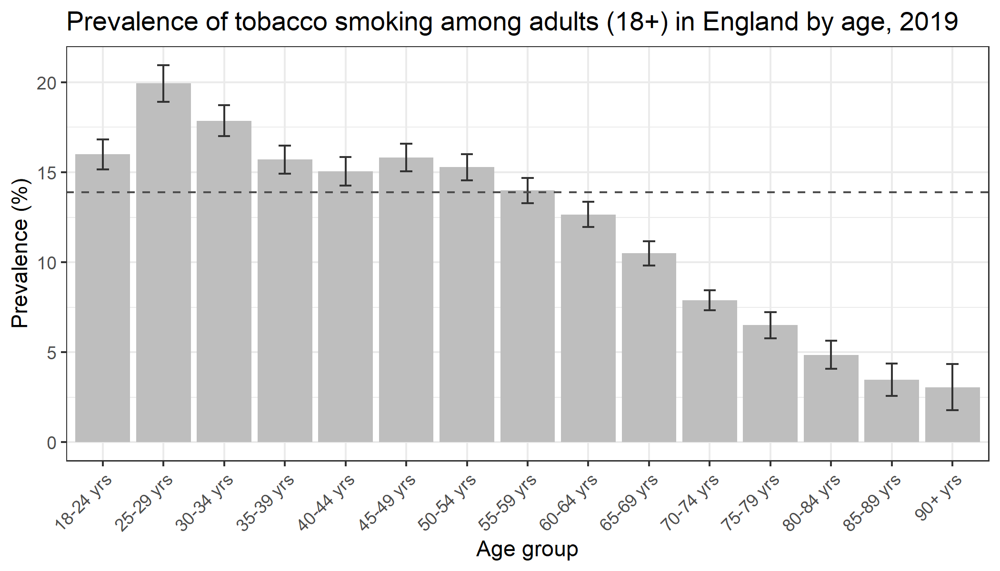 Prevalence of tobacco smoking among adults (18+) in England by age, 2019
Prevalence (%)
20
15
10
5
0
18-24 yrs
25-29 yrs
30-34 yrs
35-39 yrs
40-44 yrs
45-49 yrs
50-54 yrs
55-59 yrs
60-64 yrs
65-69 yrs
70-74 yrs
75-79 yrs
80-84 yrs
85-89 yrs
90+ yrs
Age group